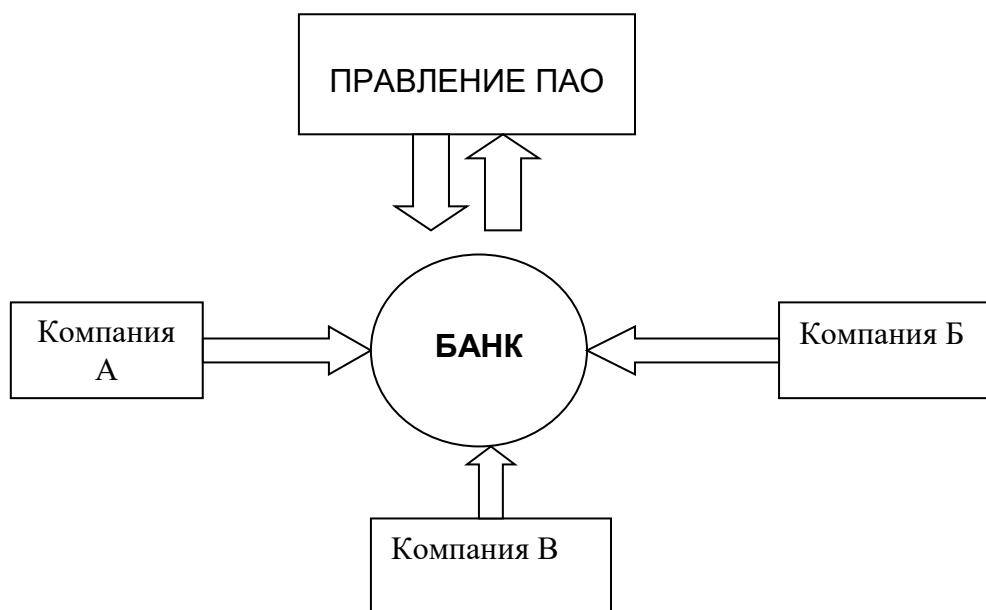 ПРАВЛЕНИЕ ПАО
Компания
А
БАНК
Компания Б
Компания В